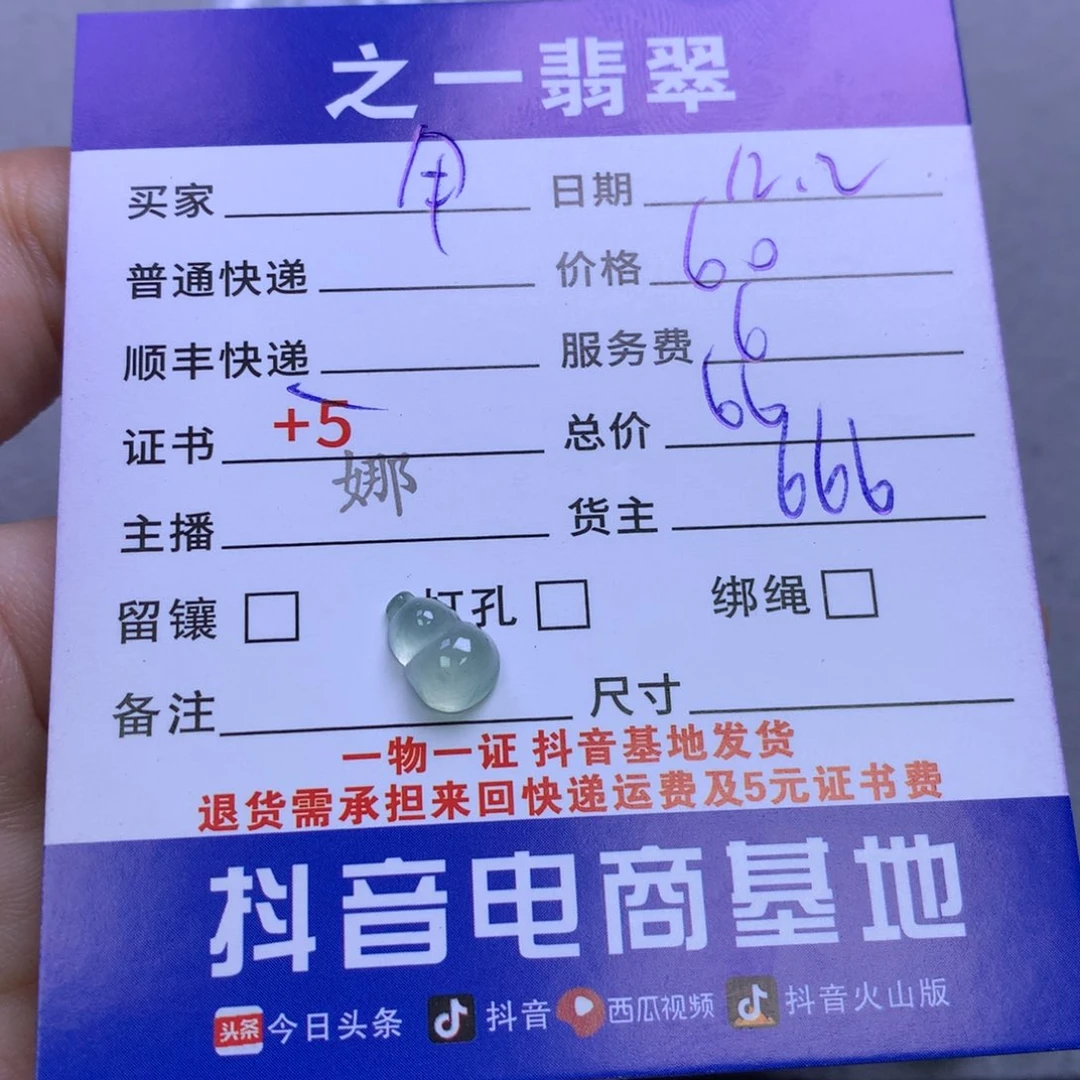 之一翡翠
买家 日期 12.2
普通快递 价格 60
顺丰快递 服务费 6
证书 +5 总价 66
主播 娜 货主 666
留镶 打孔 绑绳
备注 尺寸
一物一证 抖音基地发货
退货需承担来回快递运费及5元证书费
抖音电商基地
头条 今日头条 抖音 西瓜视频 抖音火山版